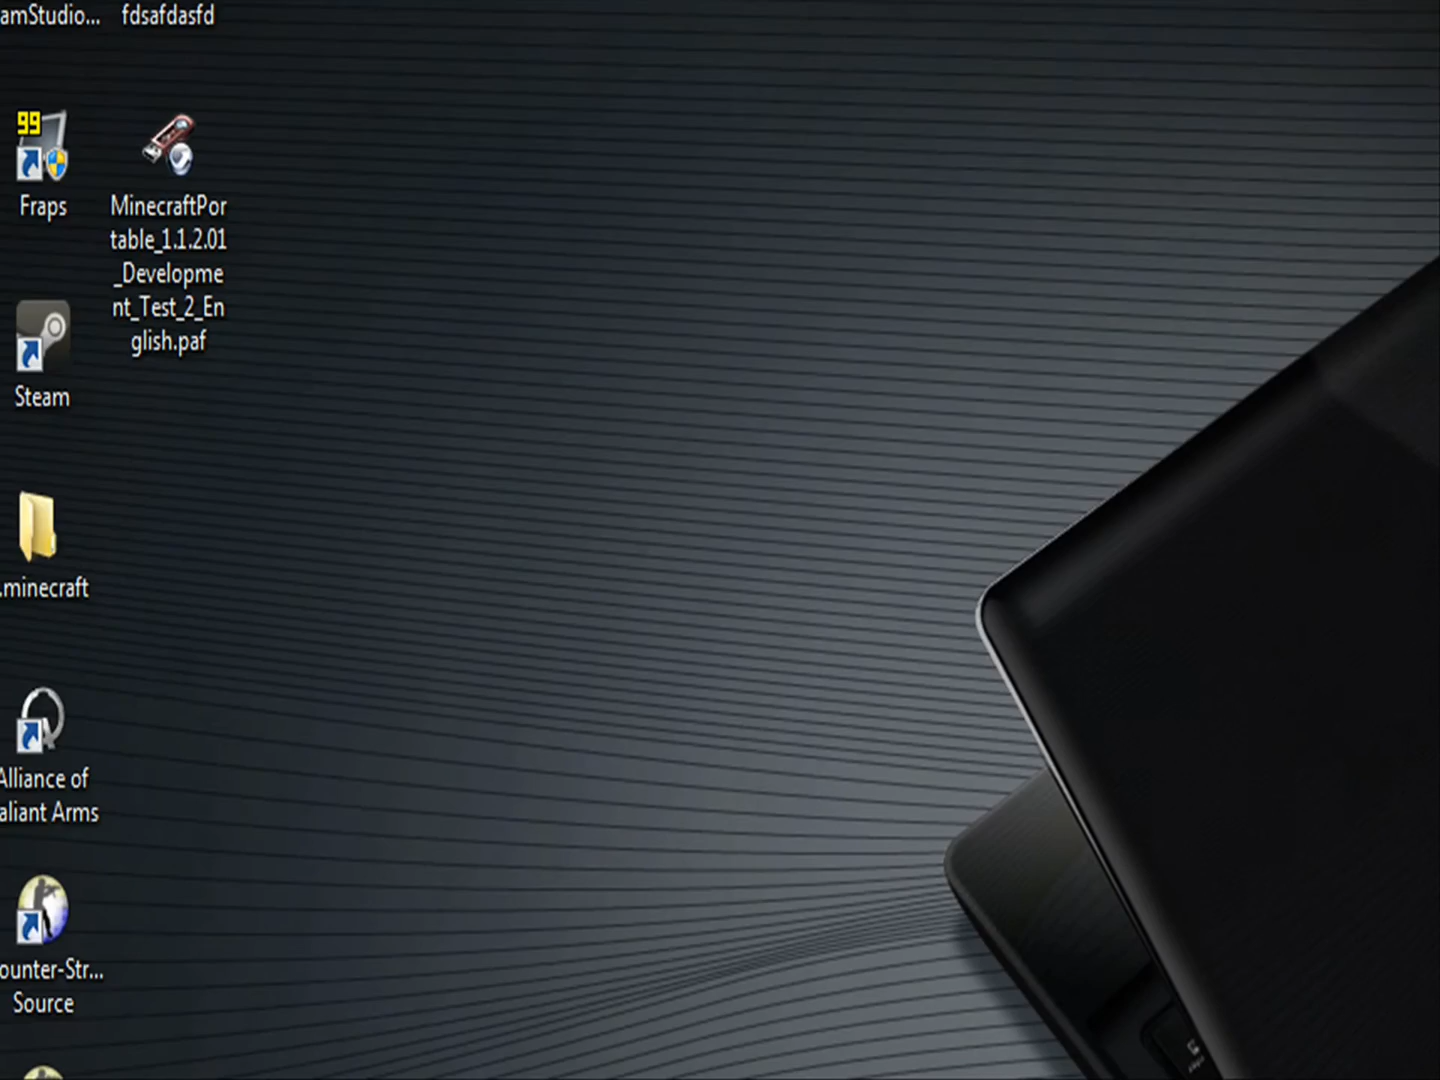 amStudio...
fdsafdasfd
99
Fraps
MinecraftPor
table_1.1.2.01
_Developme
nt_Test_2_En
glish.paf
Steam
.minecraft
Alliance of
aliant Arms
ounter-Str...
Source